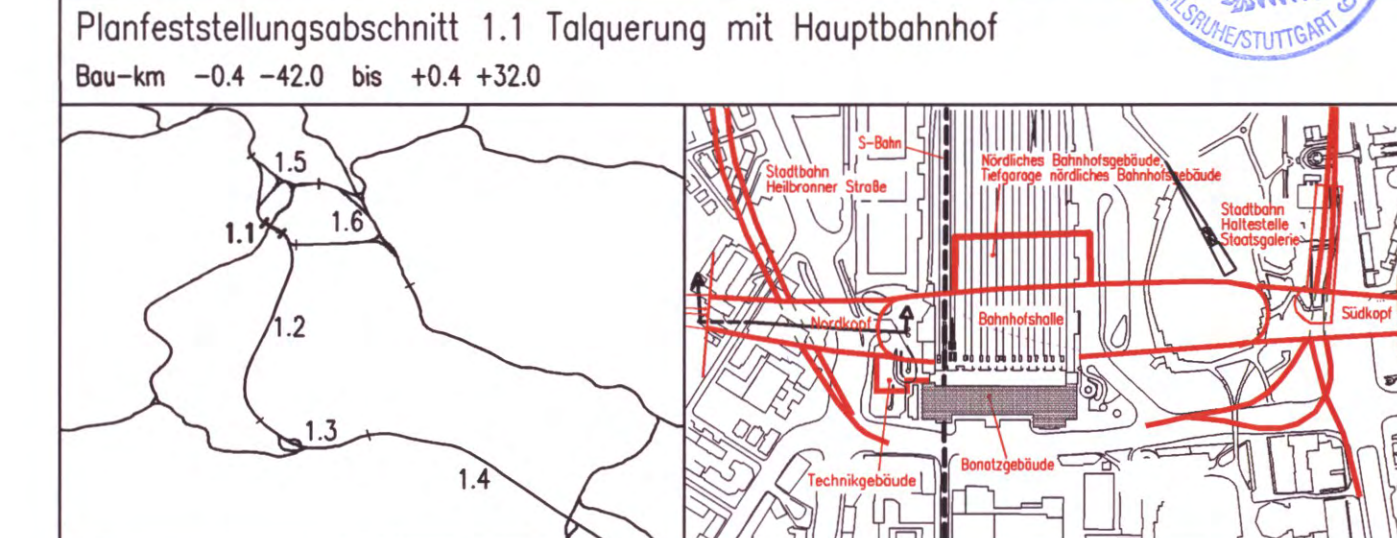 Planfeststellungsabschnitt 1.1 Talquerung mit Hauptbahnhof
Bau-km -0.4 -42.0 bis +0.4 +32.0
RUHE/STUTTGART
1.5
1.6
1.1
1.2
1.3
1.4
S-Bahn
Stadtbahn
Heilbronner Straße
Nördliches Bahnhofsgebäude,
Tiefgarage nördliches Bahnhofsgebäude
Stadtbahn
Haltestelle
Staatsgalerie
Nordkopf
Bahnhofshalle
Südkopf
Technikgebäude
Bonatzgebäude